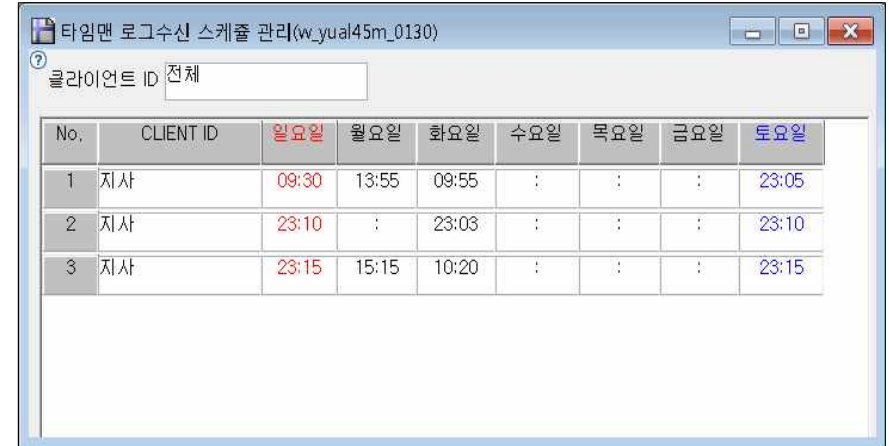 타임맨 로그수신 스케쥴 관리(w_yual45m_0130)
?
클라이언트 ID 전체
No, CLIENT ID 일요일 월요일 화요일 수요일 목요일 금요일 토요일
1 지사 09:30 13:55 09:55 : : : 23:05
2 지사 23:10 : 23:03 : : : 23:10
3 지사 23:15 15:15 10:20 : : : 23:15